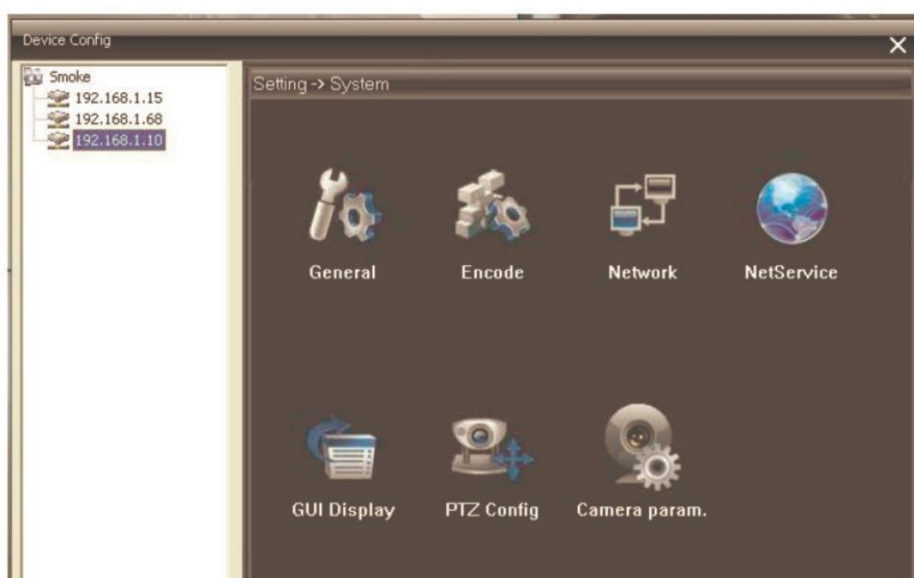 Device Config
Smoke
192.168.1.15
192.168.1.68
192.168.1.10
Setting -> System
General
Encode
Network
NetService
GUI Display
PTZ Config
Camera param.